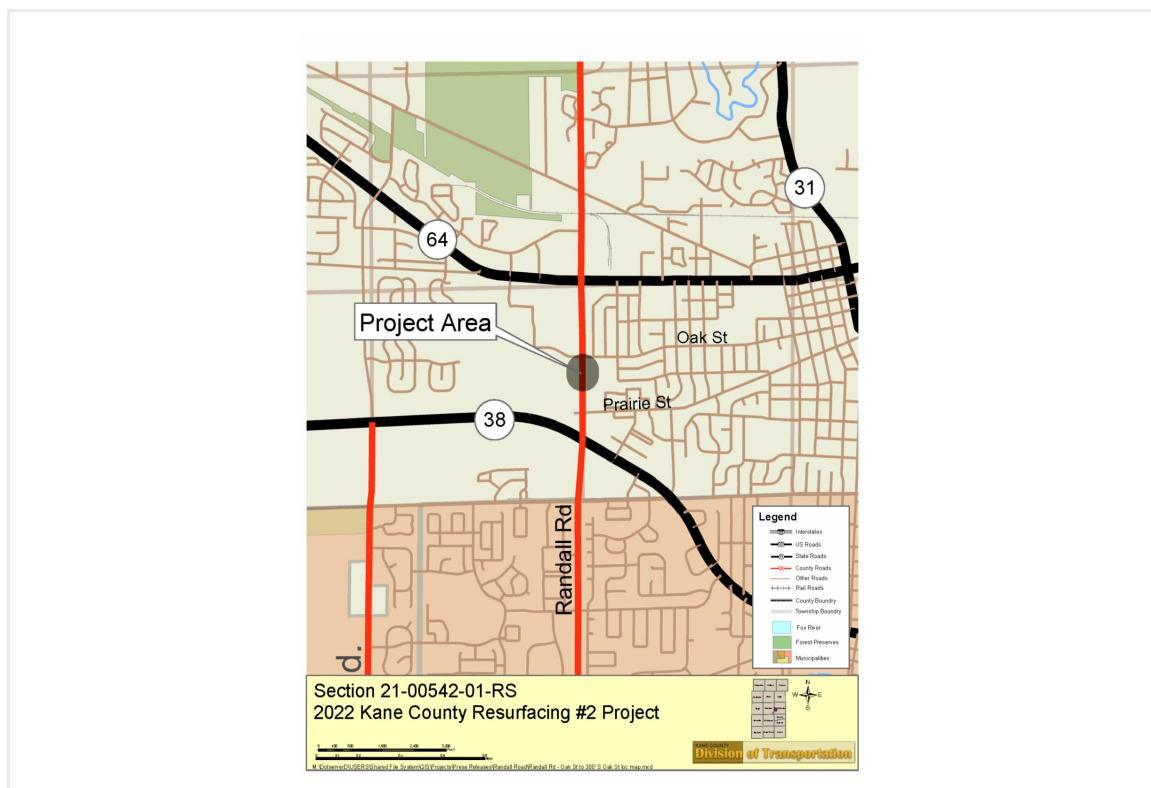 31
64
Project Area
Oak St
Prairie St
38
Randall Rd
d.
Legend
Interstates
US Roads
State Roads
County Roads
Other Roads
Rail Roads
County Boundry
Township Boundry
Fox River
Forest Preserves
Municipalities
Section 21-00542-01-RS
2022 Kane County Resurfacing #2 Project
N
W E
S
KANE COUNTY
Division of Transportation